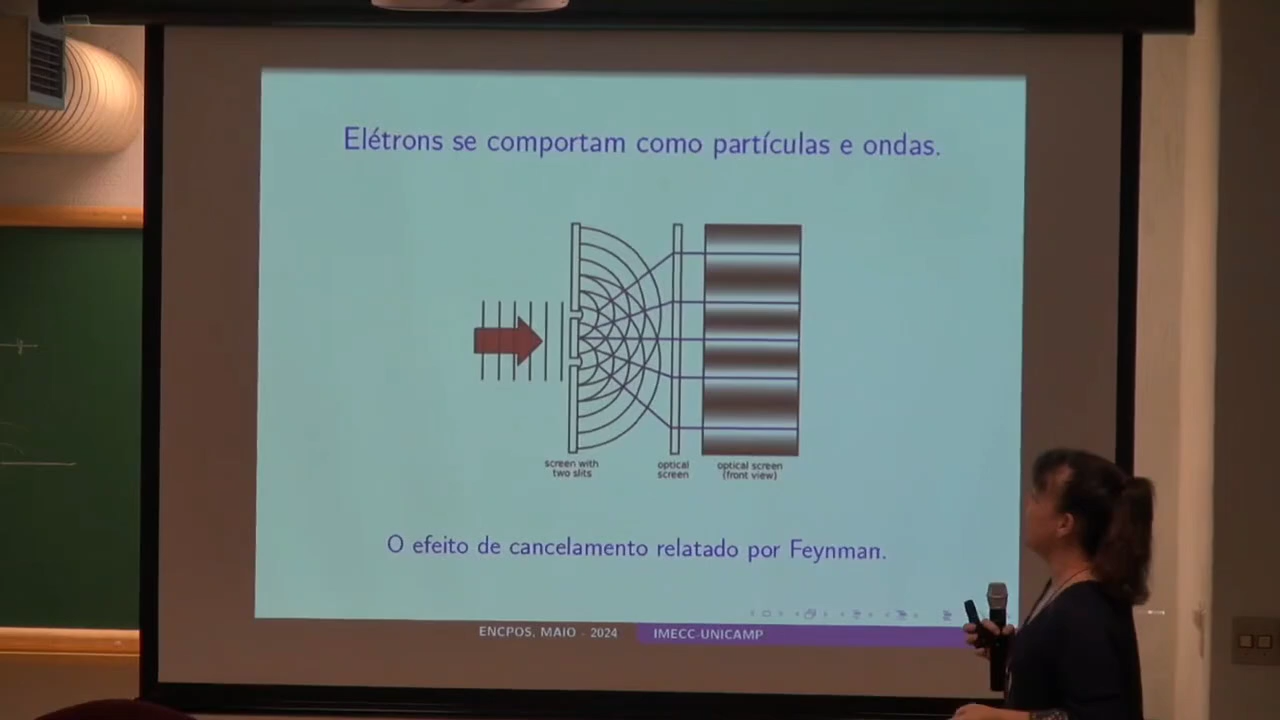 Elétrons se comportam como partículas e ondas.
screen with
two slits
optical
screen
optical screen
(front view)
O efeito de cancelamento relatado por Feynman.
ENCPOS, MAIO - 2024 IMECC-UNICAMP